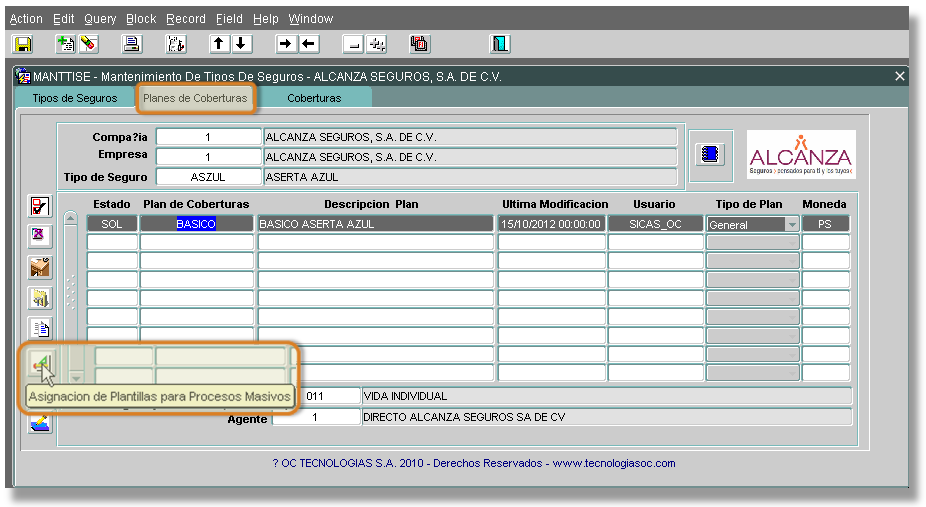 Action Edit Query Block Record Field Help Window
MANTTISE - Mantenimiento De Tipos De Seguros - ALCANZA SEGUROS, S.A. DE C.V.
Tipos de Seguros Planes de Coberturas Coberturas
Compa?ia 1 ALCANZA SEGUROS, S.A. DE C.V.
Empresa 1 ALCANZA SEGUROS, S.A. DE C.V.
Tipo de Seguro ASZUL ASERTA AZUL
ALCANZA
Seguros > pensados para ti y los tuyos <
Estado Plan de Coberturas Descripcion Plan Ultima Modificacion Usuario Tipo de Plan Moneda
SOL BASICO BASICO ASERTA AZUL 15/10/2012 00:00:00 SICAS_OC General PS
Asignacion de Plantillas para Procesos Masivos
011 VIDA INDIVIDUAL
Agente 1 DIRECTO ALCANZA SEGUROS SA DE CV
? OC TECNOLOGIAS S.A. 2010 - Derechos Reservados - www.tecnologiasoc.com